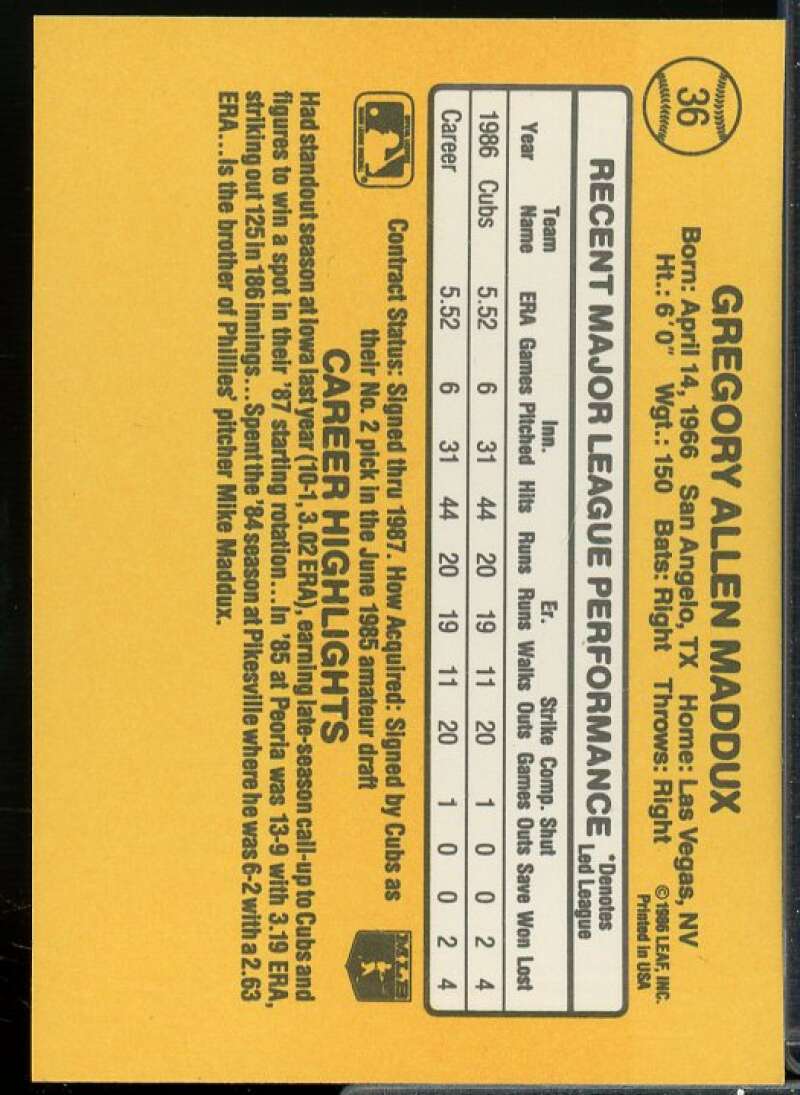 36
GREGORY ALLEN MADDUX
Born: April 14, 1966 San Angelo, TX Home: Las Vegas, NV
Ht.: 6'0" Wgt.: 150 Bats: Right Throws: Right
©1986 LEAF, INC.
Printed in USA
RECENT MAJOR LEAGUE PERFORMANCE *Denotes Led League
Team Inn. Er. Strike Comp. Shut
Year Name ERA Games Pitched Hits Runs Runs Walks Outs Games Outs Save Won Lost
1986 Cubs 5.52 6 31 44 20 19 11 20 1 0 0 2 4
Career 5.52 6 31 44 20 19 11 20 1 0 0 2 4
Contract Status: Signed thru 1987. How Acquired: Signed by Cubs as
their No. 2 pick in the June 1985 amateur draft
MLB
CAREER HIGHLIGHTS
Had standout season at Iowa last year (10-1, 3.02 ERA), earning late-season call-up to Cubs and
figures to win a spot in their '87 starting rotation...In '85 at Peoria was 13-9 with 3.19 ERA,
striking out 125 in 186 innings...Spent the '84 season at Pikesville where he was 6-2 with a 2.63
ERA...Is the brother of Phillies' pitcher Mike Maddux.